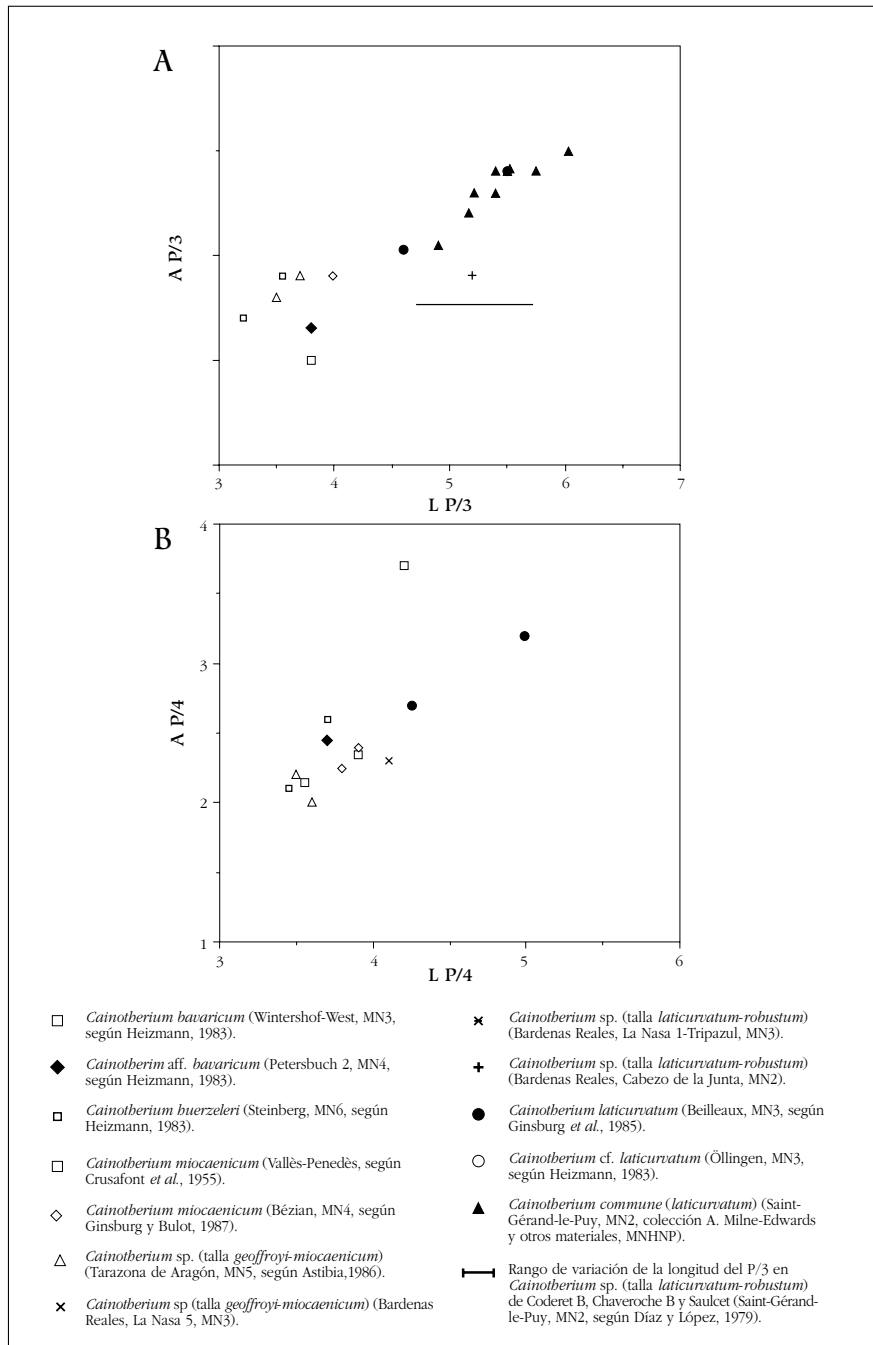 A
A P/3
3
4
5
6
7
L P/3
B
4
3
2
1
A P/4
3
4
5
6
L P/4
Cainotherium bavaricum (Wintershof-West, MN3,
según Heizmann, 1983).
Cainotherim aff. bavaricum (Petersbuch 2, MN4,
según Heizmann, 1983).
Cainotherium huerzeleri (Steinberg, MN6, según
Heizmann, 1983).
Cainotherium miocaenicum (Vallès-Penedès, según
Crusafont et al., 1955).
Cainotherium miocaenicum (Bézian, MN4, según
Ginsburg y Bulot, 1987).
Cainotherium sp. (talla geoffroyi-miocaenicum)
(Tarazona de Aragón, MN5, según Astibia,1986).
Cainotherium sp (talla geoffroyi-miocaenicum) (Bardenas
Reales, La Nasa 5, MN3).
Cainotherium sp. (talla laticurvatum-robustum)
(Bardenas Reales, La Nasa 1-Tripazul, MN3).
Cainotherium sp. (talla laticurvatum-robustum)
(Bardenas Reales, Cabezo de la Junta, MN2).
Cainotherium laticurvatum (Beilleaux, MN3, según
Ginsburg et al., 1985).
Cainotherium cf. laticurvatum (Öllingen, MN3,
según Heizmann, 1983).
Cainotherium commune (laticurvatum) (Saint-
Gérand-le-Puy, MN2, colección A. Milne-Edwards
y otros materiales, MNHNP).
Rango de variación de la longitud del P/3 en
Cainotherium sp. (talla laticurvatum-robustum)
de Coderet B, Chaveroche B y Saulcet (Saint-Gérand-
le-Puy, MN2, según Díaz y López, 1979).